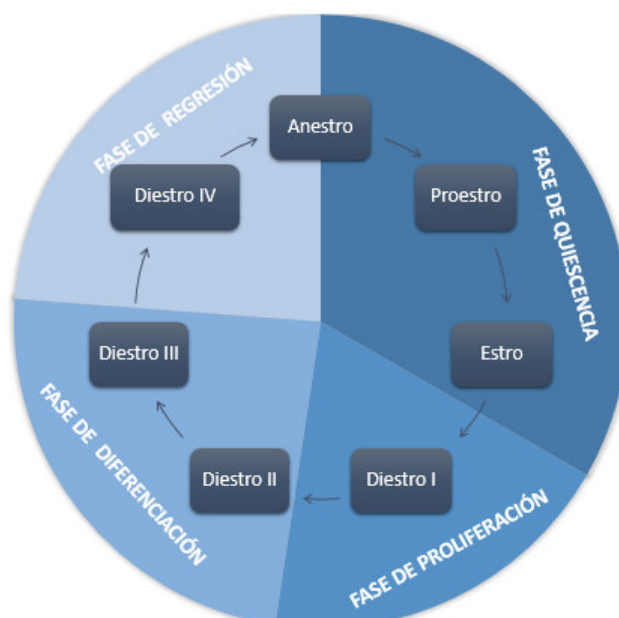 FASE DE REGRESIÓN
Anestro
FASE DE QUIESCENCIA
Diestro IV
Proestro
Diestro III
Estro
FASE DE DIFERENCIACIÓN
Diestro II
Diestro I
FASE DE PROLIFERACIÓN